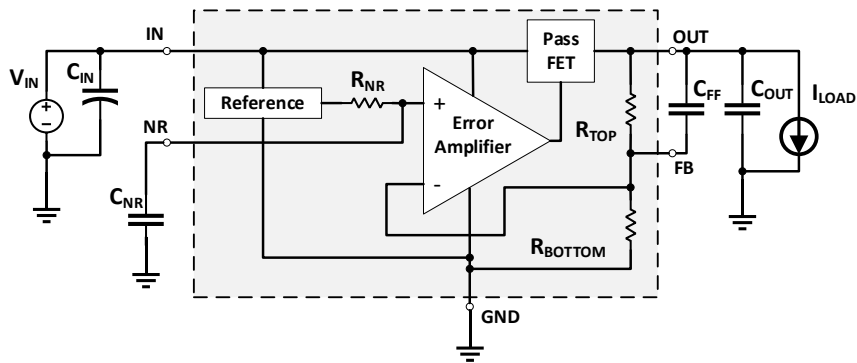 IN
Pass
FET
OUT
V_IN
C_IN
+
-
Reference
R_NR
NR
+
Error
Amplifier
-
R_TOP
C_FF
C_OUT
I_LOAD
FB
C_NR
R_BOTTOM
GND